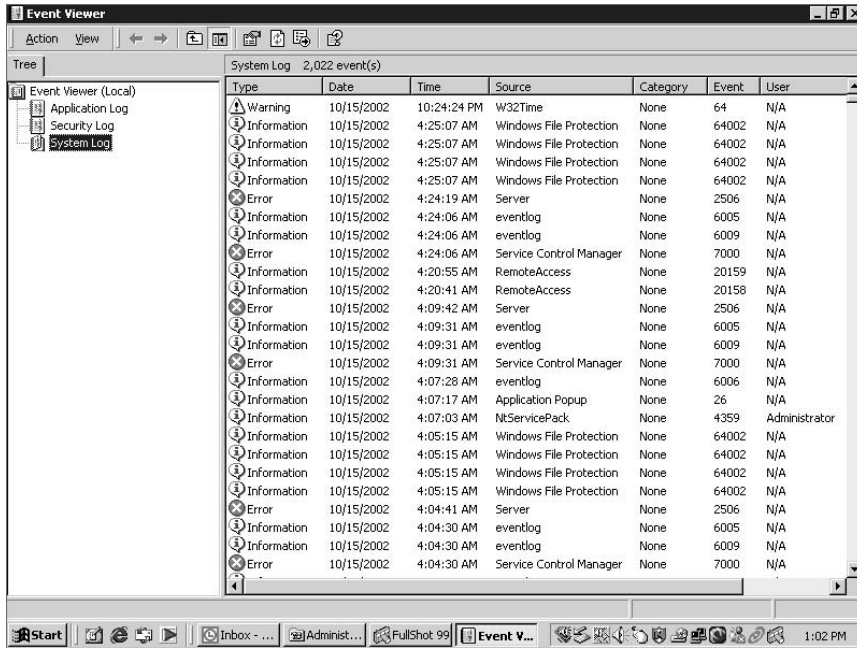 Event Viewer
Action View
Tree
System Log 2,022 event(s)
Event Viewer (Local)
Application Log
Security Log
System Log
Type Date Time Source Category Event User
Warning 10/15/2002 10:24:24 PM W32Time None 64 N/A
Information 10/15/2002 4:25:07 AM Windows File Protection None 64002 N/A
Information 10/15/2002 4:25:07 AM Windows File Protection None 64002 N/A
Information 10/15/2002 4:25:07 AM Windows File Protection None 64002 N/A
Information 10/15/2002 4:25:07 AM Windows File Protection None 64002 N/A
Error 10/15/2002 4:24:19 AM Server None 2506 N/A
Information 10/15/2002 4:24:06 AM eventlog None 6005 N/A
Information 10/15/2002 4:24:06 AM eventlog None 6009 N/A
Error 10/15/2002 4:24:06 AM Service Control Manager None 7000 N/A
Information 10/15/2002 4:20:55 AM RemoteAccess None 20159 N/A
Information 10/15/2002 4:20:41 AM RemoteAccess None 20158 N/A
Error 10/15/2002 4:09:42 AM Server None 2506 N/A
Information 10/15/2002 4:09:31 AM eventlog None 6005 N/A
Information 10/15/2002 4:09:31 AM eventlog None 6009 N/A
Error 10/15/2002 4:09:31 AM Service Control Manager None 7000 N/A
Information 10/15/2002 4:07:28 AM eventlog None 6006 N/A
Information 10/15/2002 4:07:17 AM Application Popup None 26 N/A
Information 10/15/2002 4:07:03 AM NtServicePack None 4359 Administrator
Information 10/15/2002 4:05:15 AM Windows File Protection None 64002 N/A
Information 10/15/2002 4:05:15 AM Windows File Protection None 64002 N/A
Information 10/15/2002 4:05:15 AM Windows File Protection None 64002 N/A
Information 10/15/2002 4:05:15 AM Windows File Protection None 64002 N/A
Error 10/15/2002 4:04:41 AM Server None 2506 N/A
Information 10/15/2002 4:04:30 AM eventlog None 6005 N/A
Information 10/15/2002 4:04:30 AM eventlog None 6009 N/A
Error 10/15/2002 4:04:30 AM Service Control Manager None 7000 N/A
Start Inbox - ... Administ... FullShot 99 Event V... 1:02 PM